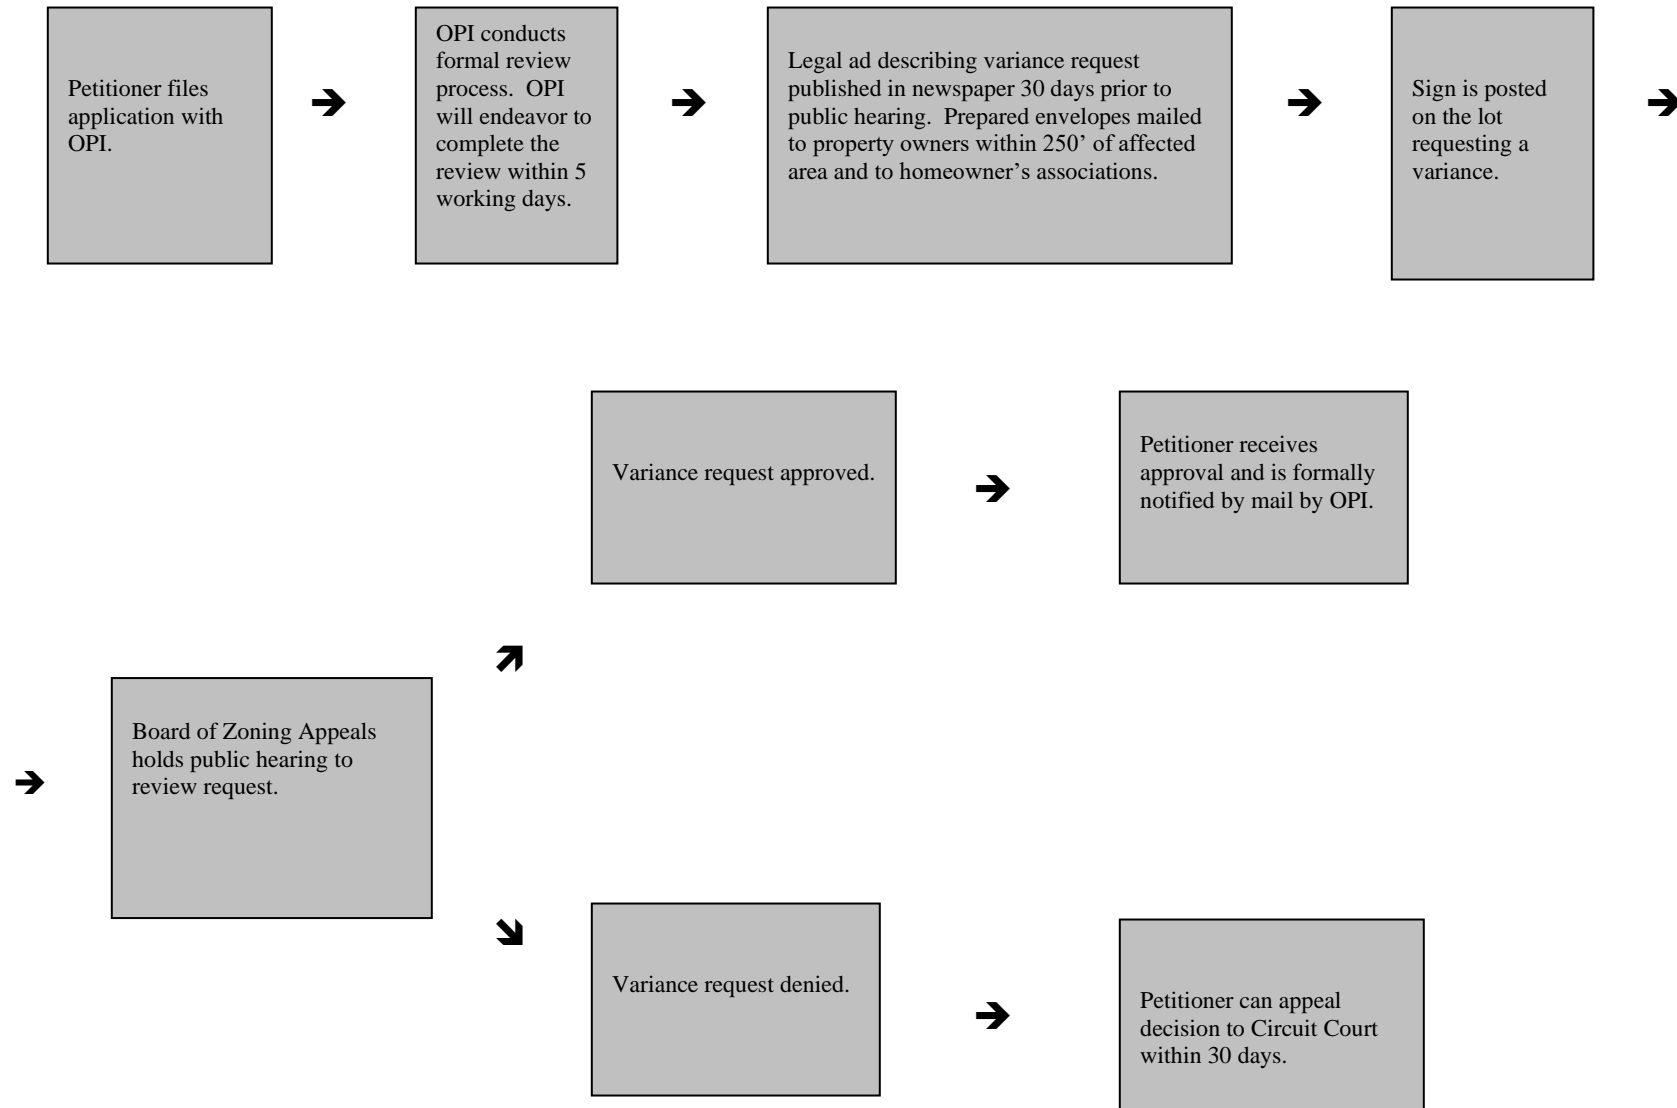 Petitioner files
application with
OPI.
OPI conducts
formal review
process.  OPI
will endeavor to
complete the
review within 5
working days.
Legal ad describing variance request
published in newspaper 30 days prior to
public hearing.  Prepared envelopes mailed
to property owners within 250’ of affected
area and to homeowner’s associations.
Sign is posted
on the lot
requesting a
variance.
Variance request approved.
Petitioner receives
approval and is formally
notified by mail by OPI.
Board of Zoning Appeals
holds public hearing to
review request.
Variance request denied.
Petitioner can appeal
decision to Circuit Court
within 30 days.